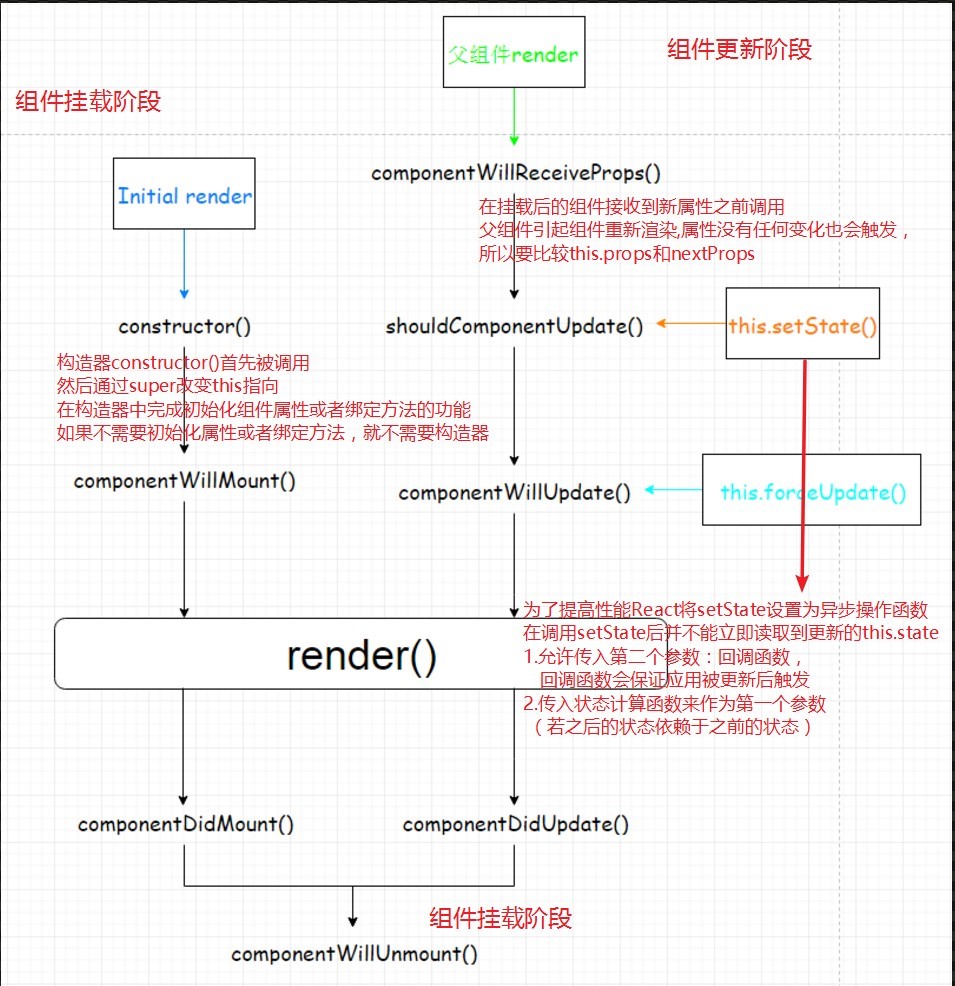 父组件render
组件更新阶段
组件挂载阶段
componentWillReceiveProps()
Initial render
在挂载后的组件接收到新属性之前调用
父组件引起组件重新渲染,属性没有任何变化也会触发，
所以要比较this.props和nextProps
constructor()
shouldComponentUpdate()
this.setState()
构造器constructor()首先被调用
然后通过super改变this指向
在构造器中完成初始化组件属性或者绑定方法的功能
如果不需要初始化属性或者绑定方法，就不需要构造器
componentWillMount()
componentWillUpdate()
this.forceUpdate()
为了提高性能React将setState设置为异步操作函数
在调用setState后并不能立即读取到更新的this.state
1.允许传入第二个参数：回调函数，
回调函数会保证应用被更新后触发
2.传入状态计算函数来作为第一个参数
（若之后的状态依赖于之前的状态）
render()
componentDidMount()
componentDidUpdate()
组件挂载阶段
componentWillUnmount()